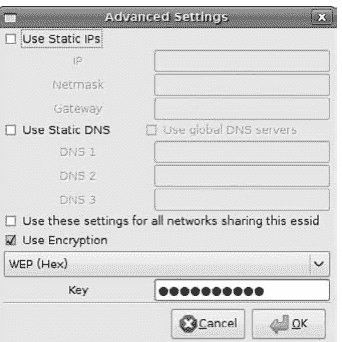 Advanced Settings
Use Static IPs
IP
Netmask
Gateway
Use Static DNS Use global DNS servers
DNS 1
DNS 2
DNS 3
Use these settings for all networks sharing this essid
Use Encryption
WEP (Hex)
Key ●●●●●●●●●●
Cancel OK